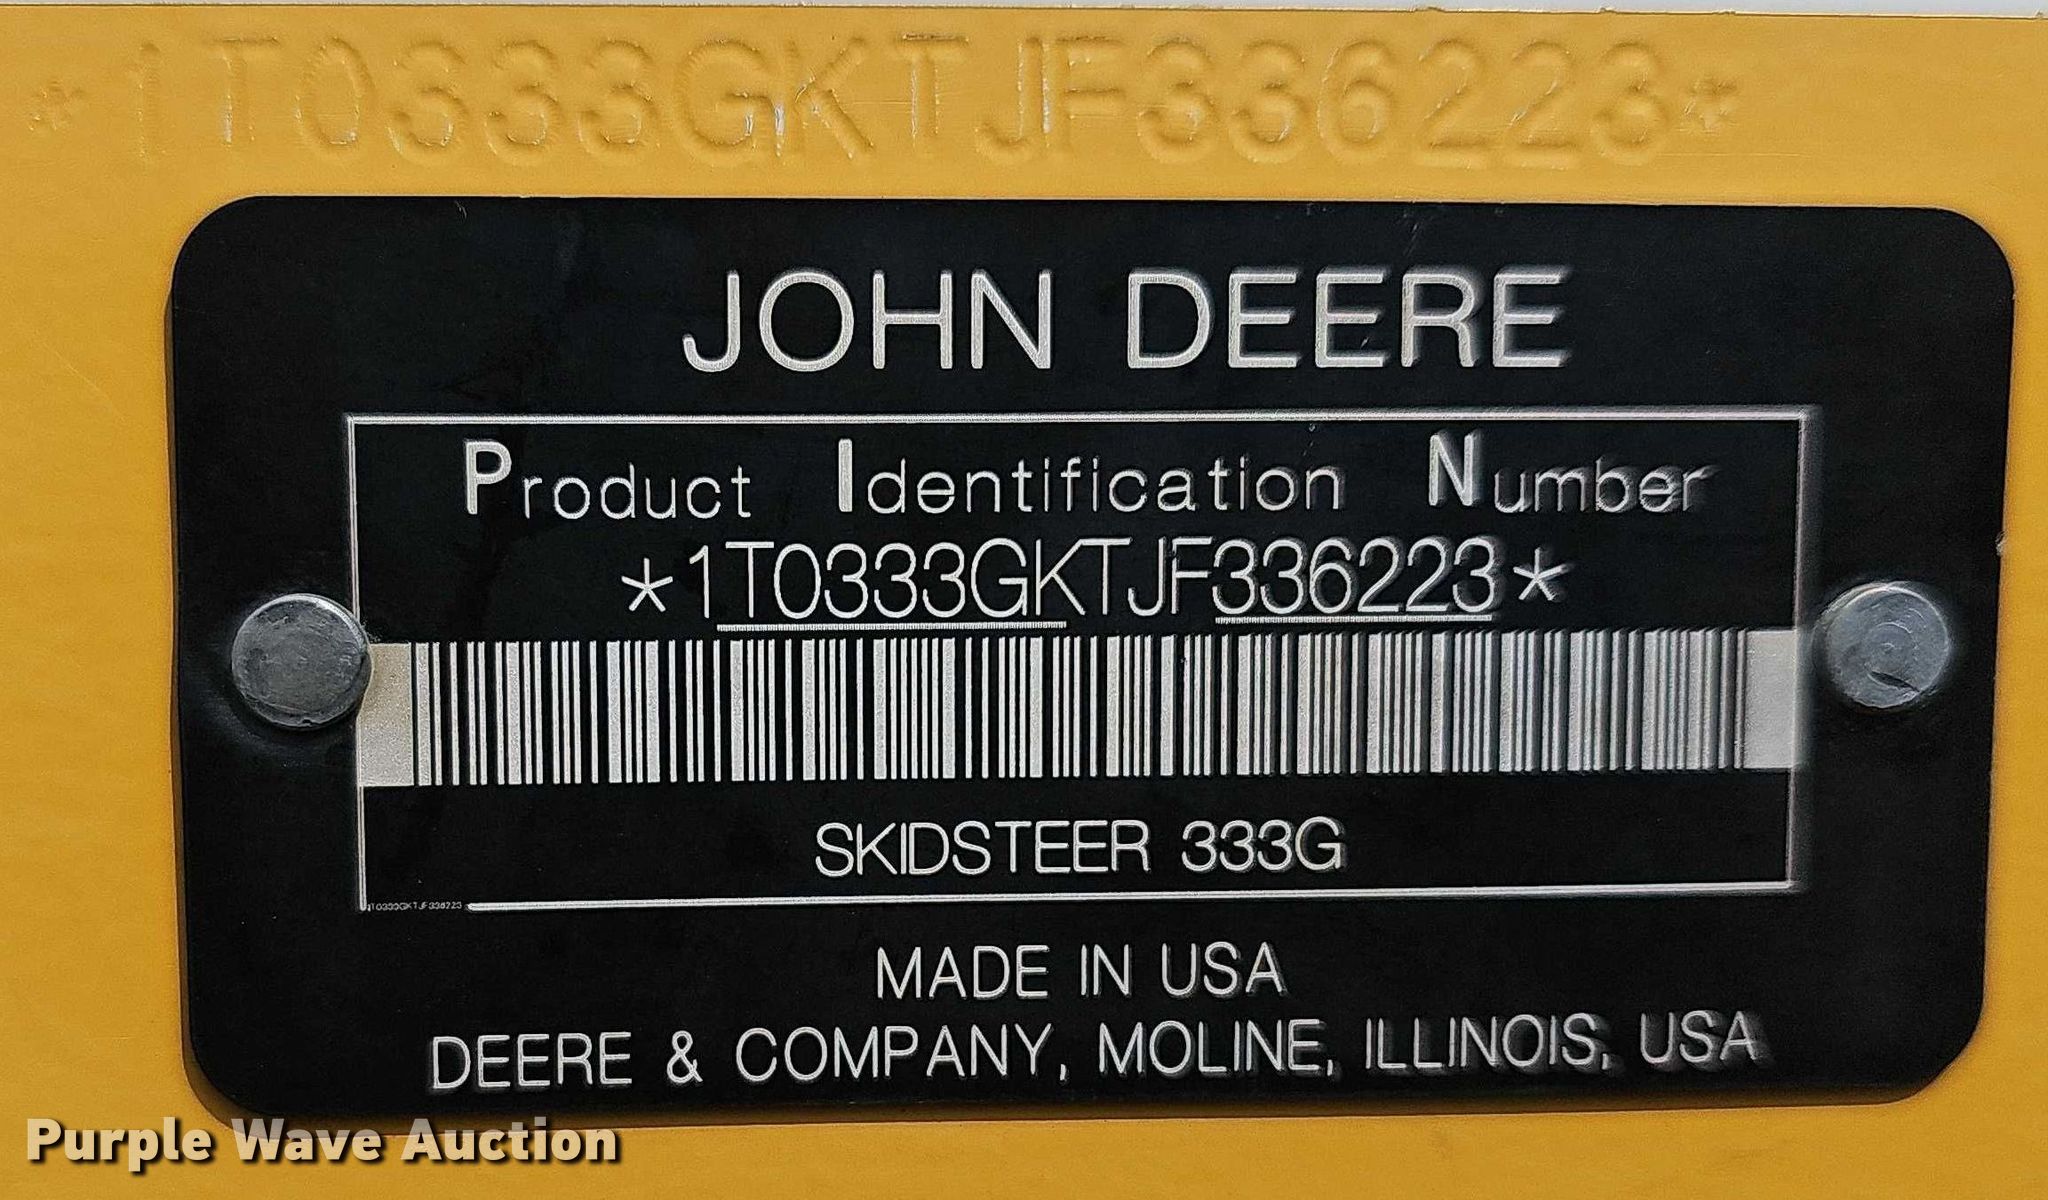 *1T0333GKTJF336223*
JOHN DEERE
Product Identification Number
*1T0333GKTJF336223*
SKIDSTEER 333G
1T0333GKTJF336223
MADE IN USA
DEERE & COMPANY, MOLINE, ILLINOIS, USA
Purple Wave Auction